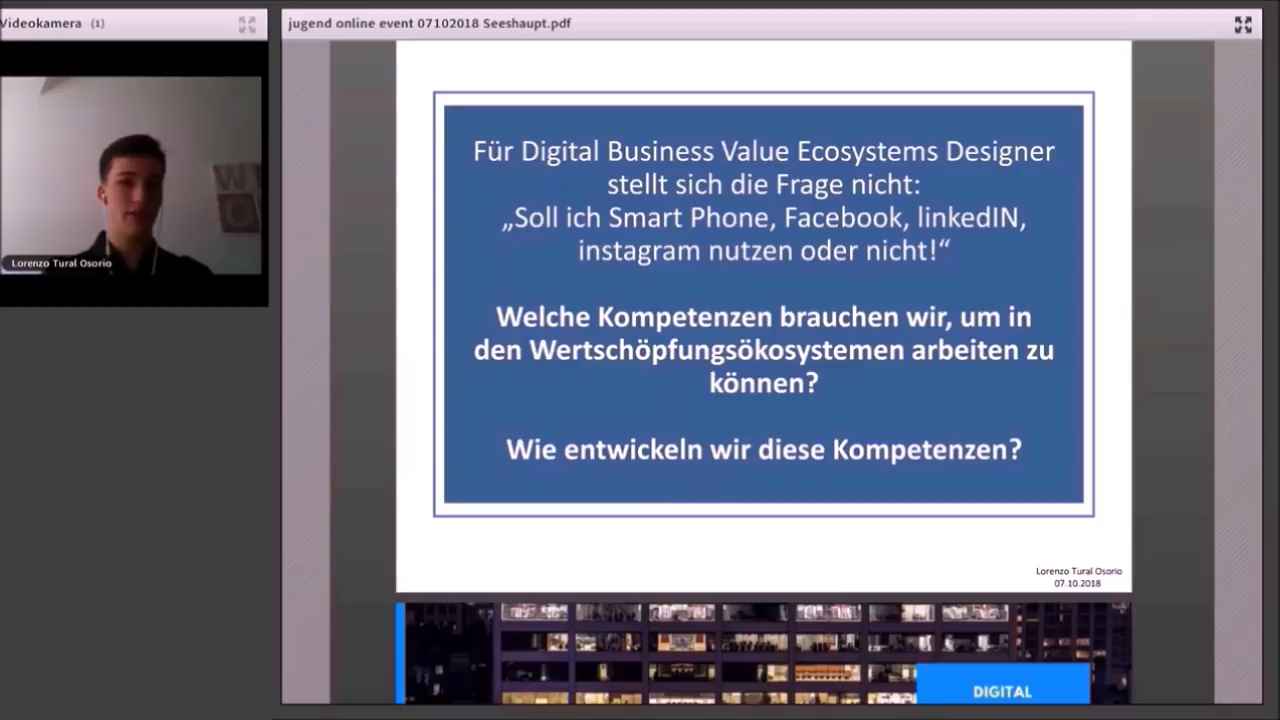 Videokamera (1)
Lorenzo Tural Osorio
jugend online event 07102018 Seeshaupt.pdf
Für Digital Business Value Ecosystems Designer
stellt sich die Frage nicht:
„Soll ich Smart Phone, Facebook, linkedIN,
instagram nutzen oder nicht!“
Welche Kompetenzen brauchen wir, um in
den Wertschöpfungsökosystemen arbeiten zu
können?
Wie entwickeln wir diese Kompetenzen?
Lorenzo Tural Osorio
07.10.2018
DIGITAL